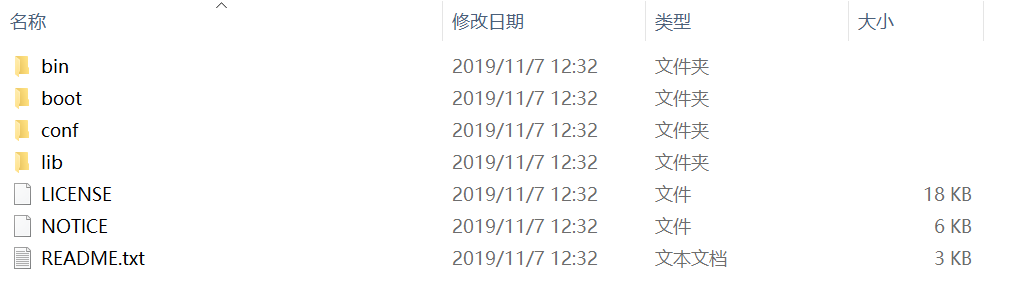 名称 修改日期 类型 大小
bin 2019/11/7 12:32 文件夹
boot 2019/11/7 12:32 文件夹
conf 2019/11/7 12:32 文件夹
lib 2019/11/7 12:32 文件夹
LICENSE 2019/11/7 12:32 文件 18 KB
NOTICE 2019/11/7 12:32 文件 6 KB
README.txt 2019/11/7 12:32 文本文档 3 KB